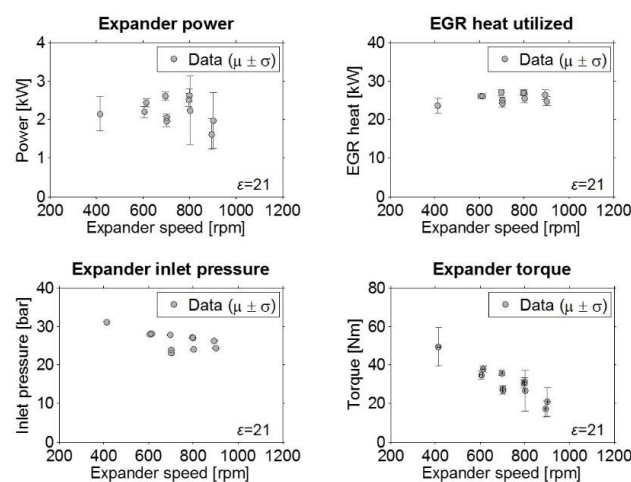 Expander power
Power [kW]
4
3
2
1
0
Data (μ ± σ)
ε=21
200 400 600 800 1000 1200
Expander speed [rpm]
EGR heat utilized
EGR heat [kW]
40
30
20
10
0
Data (μ ± σ)
ε=21
200 400 600 800 1000 1200
Expander speed [rpm]
Expander inlet pressure
Inlet pressure [bar]
40
30
20
10
0
Data (μ ± σ)
ε=21
200 400 600 800 1000 1200
Expander speed [rpm]
Expander torque
Torque [Nm]
80
60
40
20
0
Data (μ ± σ)
ε=21
200 400 600 800 1000 1200
Expander speed [rpm]